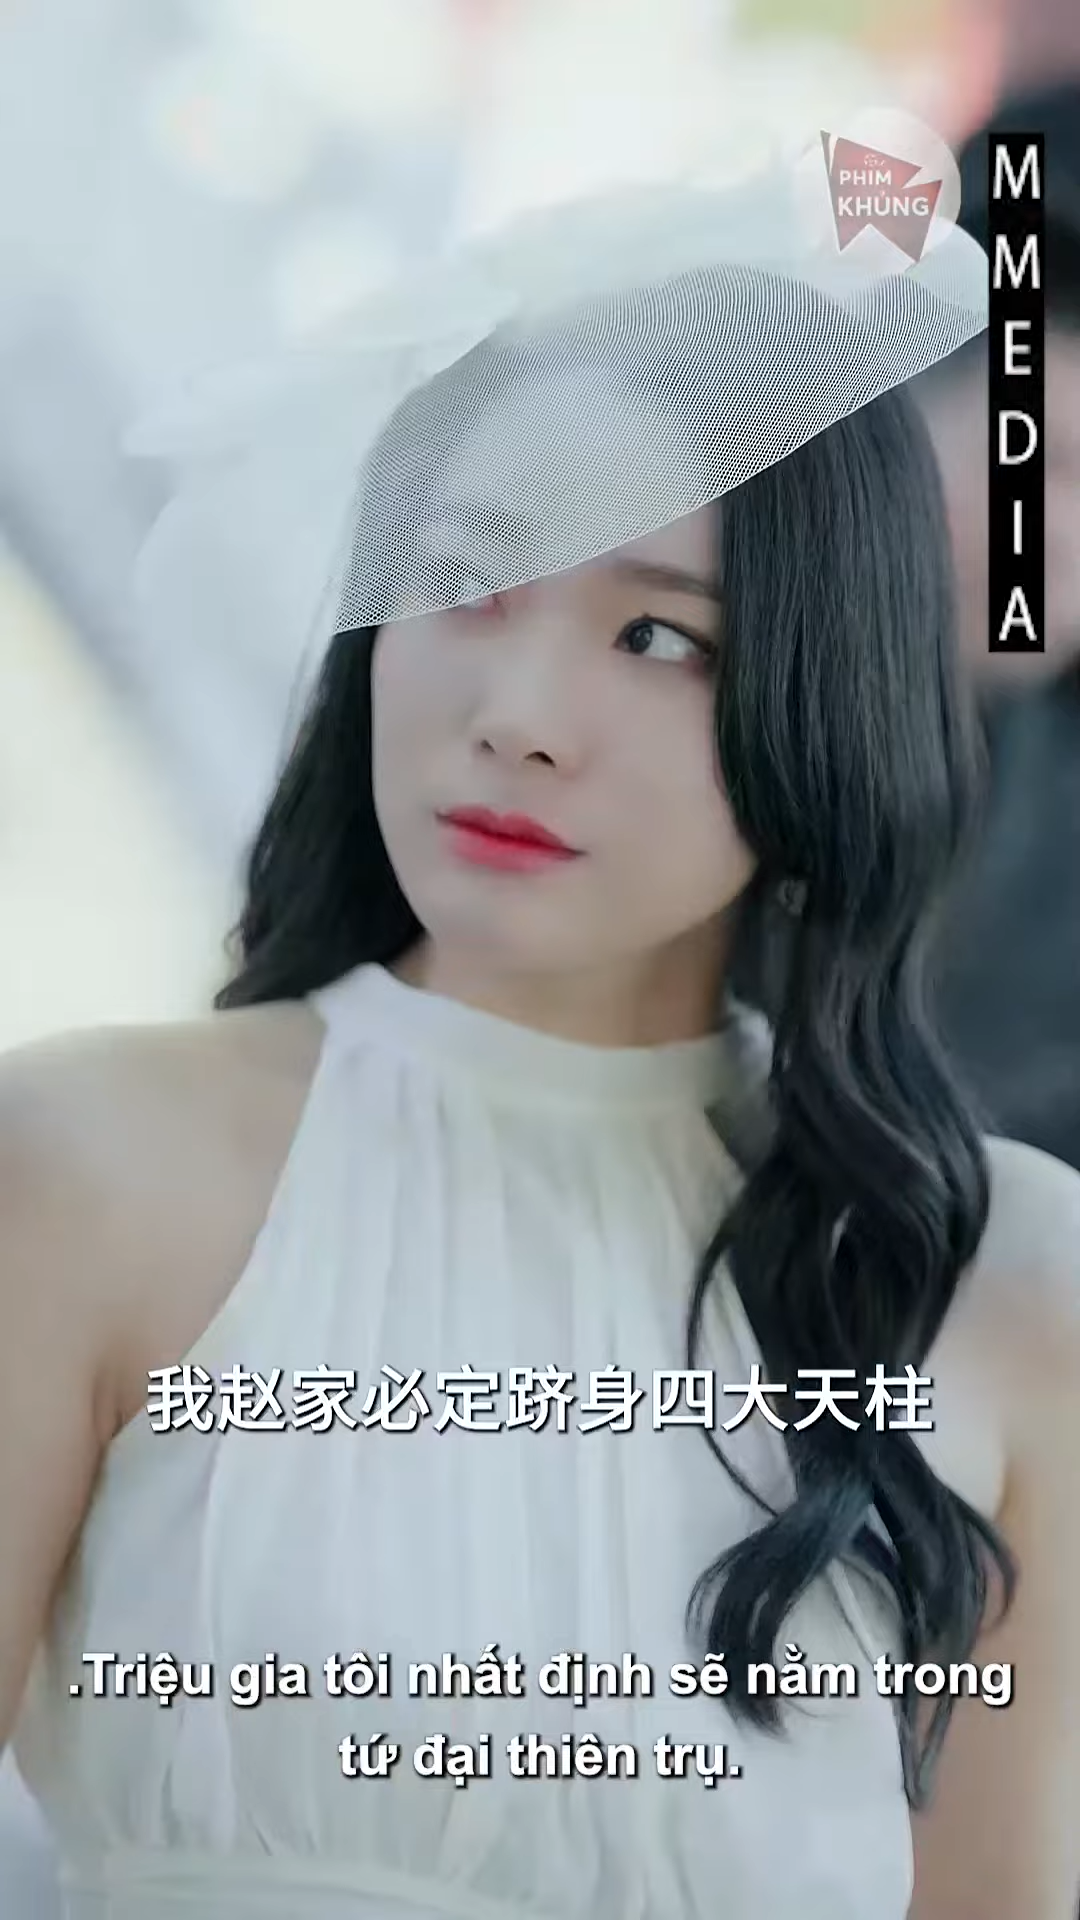 PHIM
KHỦNG
MMEDIA
我赵家必定跻身四大天柱
.Triệu gia tôi nhất định sẽ nằm trong
tứ đại thiên trụ.